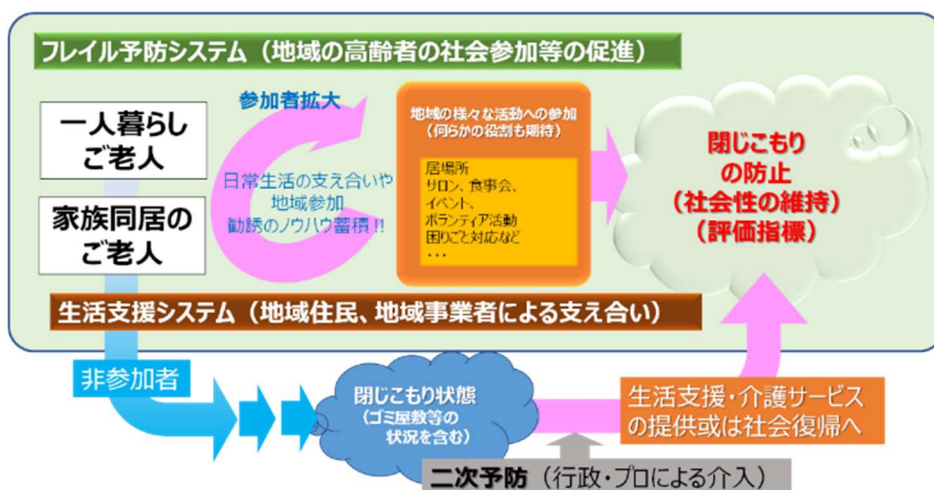 フレイル予防システム（地域の高齢者の社会参加等の促進）
一人暮らし
ご老人
家族同居の
ご老人
参加者拡大
日常生活の支え合いや
地域参加
勧誘のノウハウ蓄積!!
地域の様々な活動への参加
（何らかの役割も期待）
居場所
サロン、食事会、
イベント、
ボランティア活動
困りごと対応など
・・・
閉じこもり
の防止
（社会性の維持）
（評価指標）
生活支援システム（地域住民、地域事業者による支え合い）
非参加者
閉じこもり状態
（ゴミ屋敷等の
状況を含む）
生活支援・介護サービス
の提供或は社会復帰へ
二次予防（行政・プロによる介入）